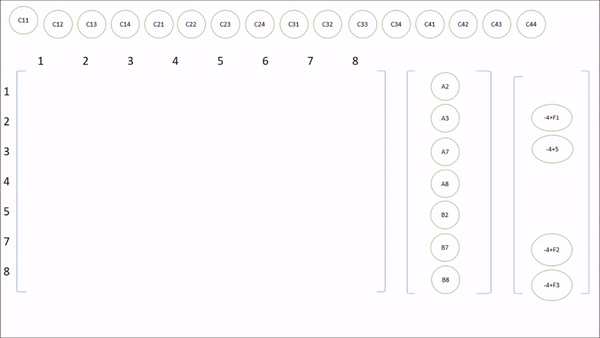 C11 C12 C13 C14 C21 C22 C23 C24 C31 C32 C33 C34 C41 C42 C43 C44
1 2 3 4 5 6 7 8
1 A2
2 A3 -4+F1
3 A7 -4+5
4 A8
5 B2
7 B7 -4+F2
8 B8 -4+F3